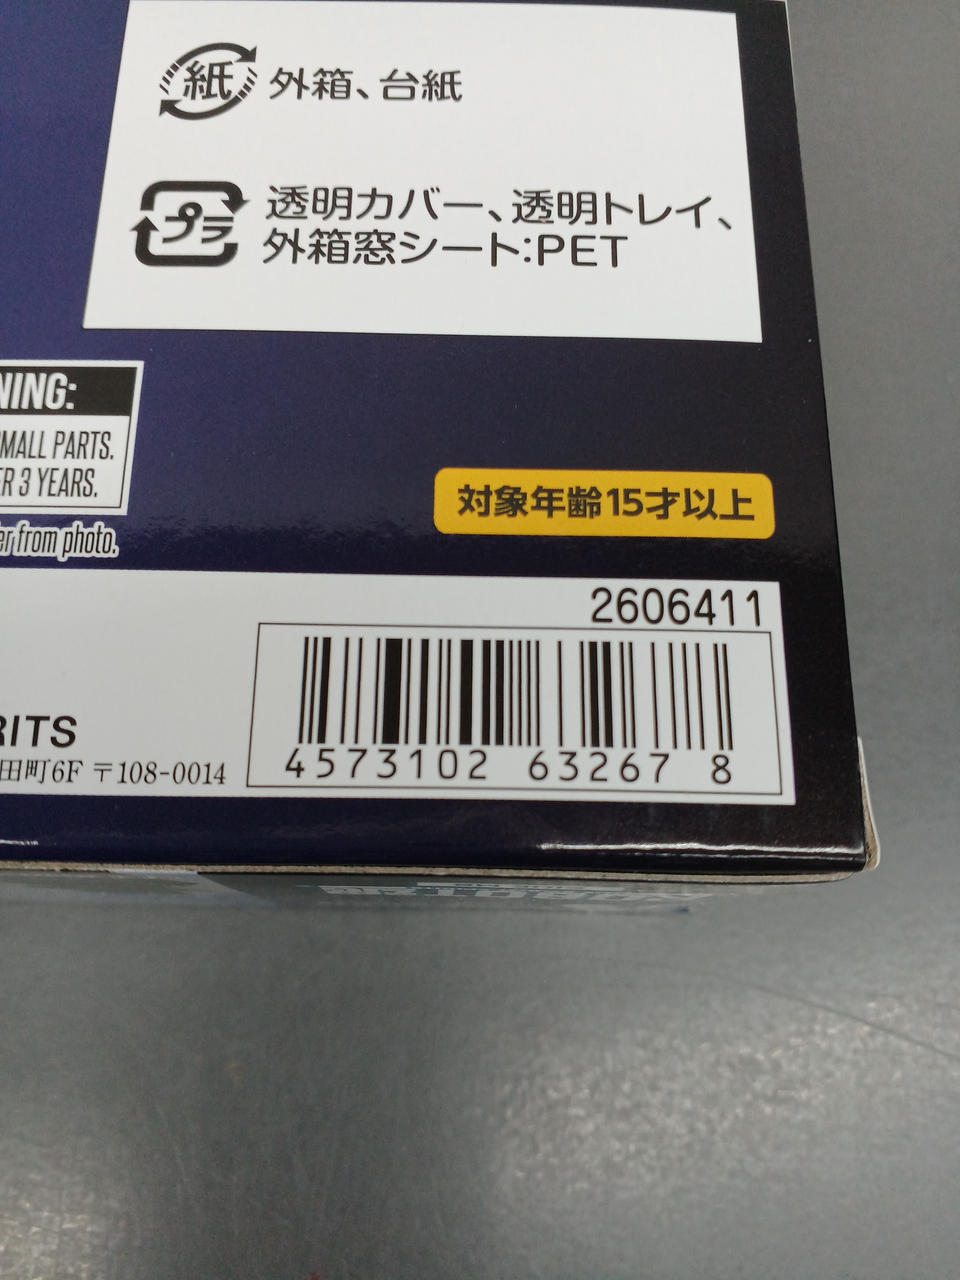 紙 外箱、台紙
プラ 透明カバー、透明トレイ、
外箱窓シート:PET
NING:
SMALL PARTS.
ER 3 YEARS.
er from photo.
対象年齢15才以上
2606411
RITS
田町6F 〒108-0014
4573102 63267 8